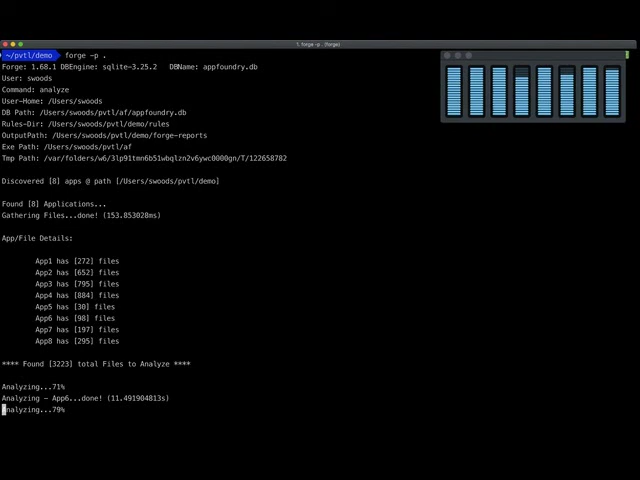 1. forge -p . (forge)
~/pvtl/demo forge -p .
Forge: 1.68.1 DBEngine: sqlite-3.25.2 DBName: appfoundry.db
User: swoods
Command: analyze
User-Home: /Users/swoods
DB Path: /Users/swoods/pvtl/af/appfoundry.db
Rules-Dir: /Users/swoods/pvtl/demo/rules
OutputPath: /Users/swoods/pvtl/demo/forge-reports
Exe Path: /Users/swoods/pvtl/af
Tmp Path: /var/folders/w6/3lp91tmn6b51wbqlzn2v6ywc0000gn/T/122658782
Discovered [8] apps @ path [/Users/swoods/pvtl/demo]
Found [8] Applications...
Gathering Files...done! (153.853028ms)
App/File Details:
App1 has [272] files
App2 has [652] files
App3 has [795] files
App4 has [884] files
App5 has [30] files
App6 has [98] files
App7 has [197] files
App8 has [295] files
**** Found [3223] total Files to Analyze ****
Analyzing...71%
Analyzing - App6...done! (11.491904813s)
Analyzing...79%